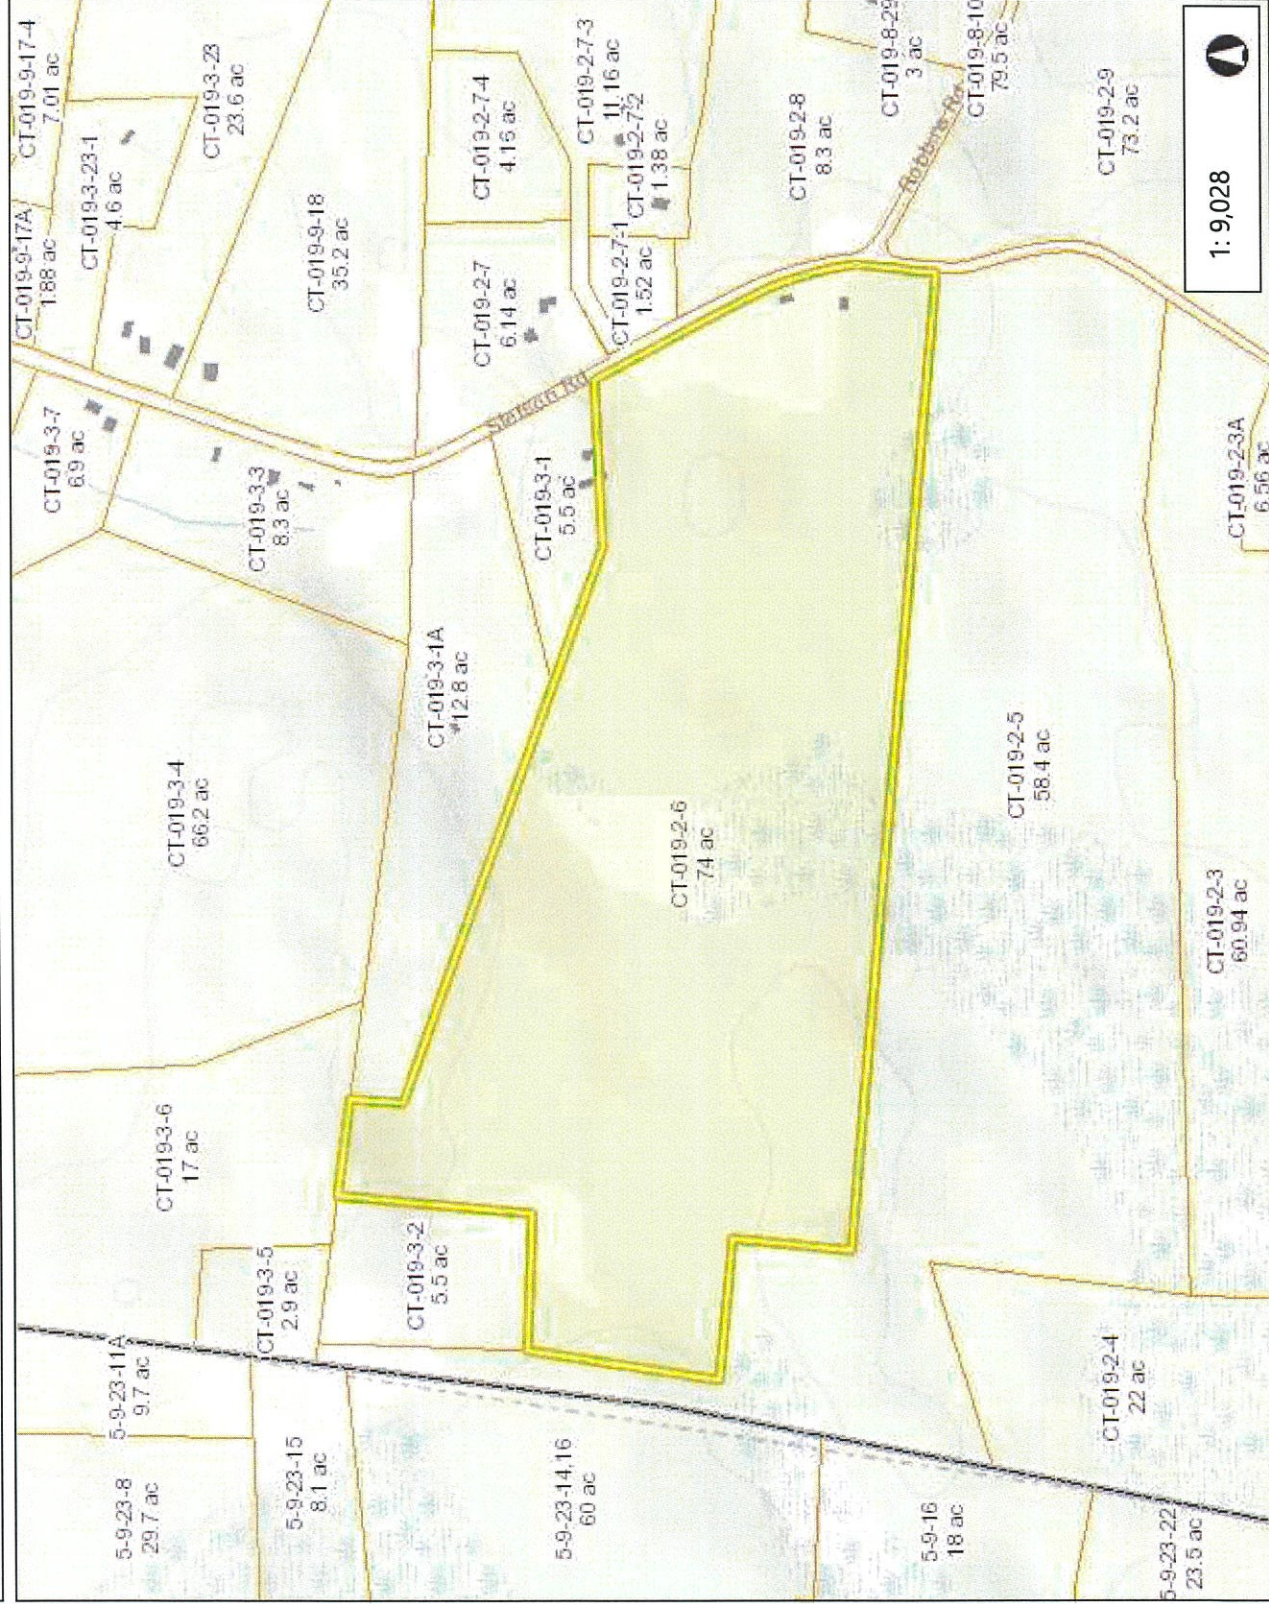 5-9-23-8
29.7 ac
5-9-23-11A
9.7 ac
CT-019-3-6
17 ac
CT-019-3-4
66.2 ac
CT-019-3-7
6.9 ac
CT-019-9-17A
1.88 ac
CT-019-9-17-4
7.01 ac
CT-019-3-23-1
4.6 ac
CT-019-3-23
23.6 ac
5-9-23-15
8.1 ac
CT-019-3-5
2.9 ac
CT-019-3-3
8.3 ac
CT-019-9-18
35.2 ac
CT-019-3-2
5.5 ac
CT-019-3-1A
12.8 ac
CT-019-2-7
6.14 ac
CT-019-2-7-4
4.15 ac
Stetson Rd
5-9-23-14,16
60 ac
CT-019-3-1
5.5 ac
CT-019-2-7-3
11.16 ac
CT-019-2-7-1
1.52 ac
CT-019-2-7-2
1.38 ac
CT-019-2-6
74 ac
CT-019-2-8
8.3 ac
CT-019-8-29
3 ac
Robbins Rd
CT-019-8-10
79.5 ac
5-9-16
18 ac
CT-019-2-5
58.4 ac
CT-019-2-4
22 ac
CT-019-2-9
73.2 ac
5-9-23-22
23.5 ac
CT-019-2-3
60.94 ac
CT-019-2-3A
6.56 ac
1: 9,028